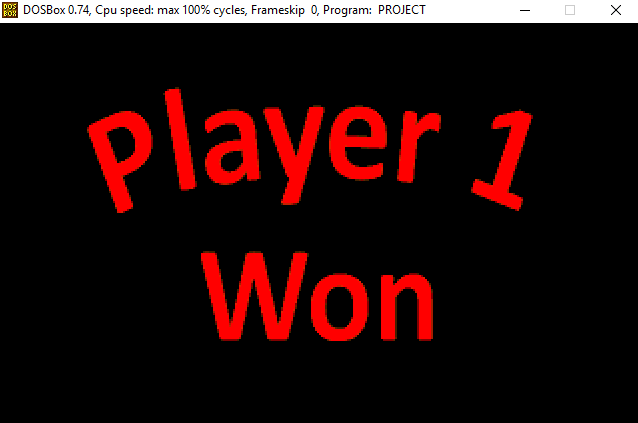 DOSBox 0.74, Cpu speed: max 100% cycles, Frameskip 0, Program: PROJECT
Player 1
Won